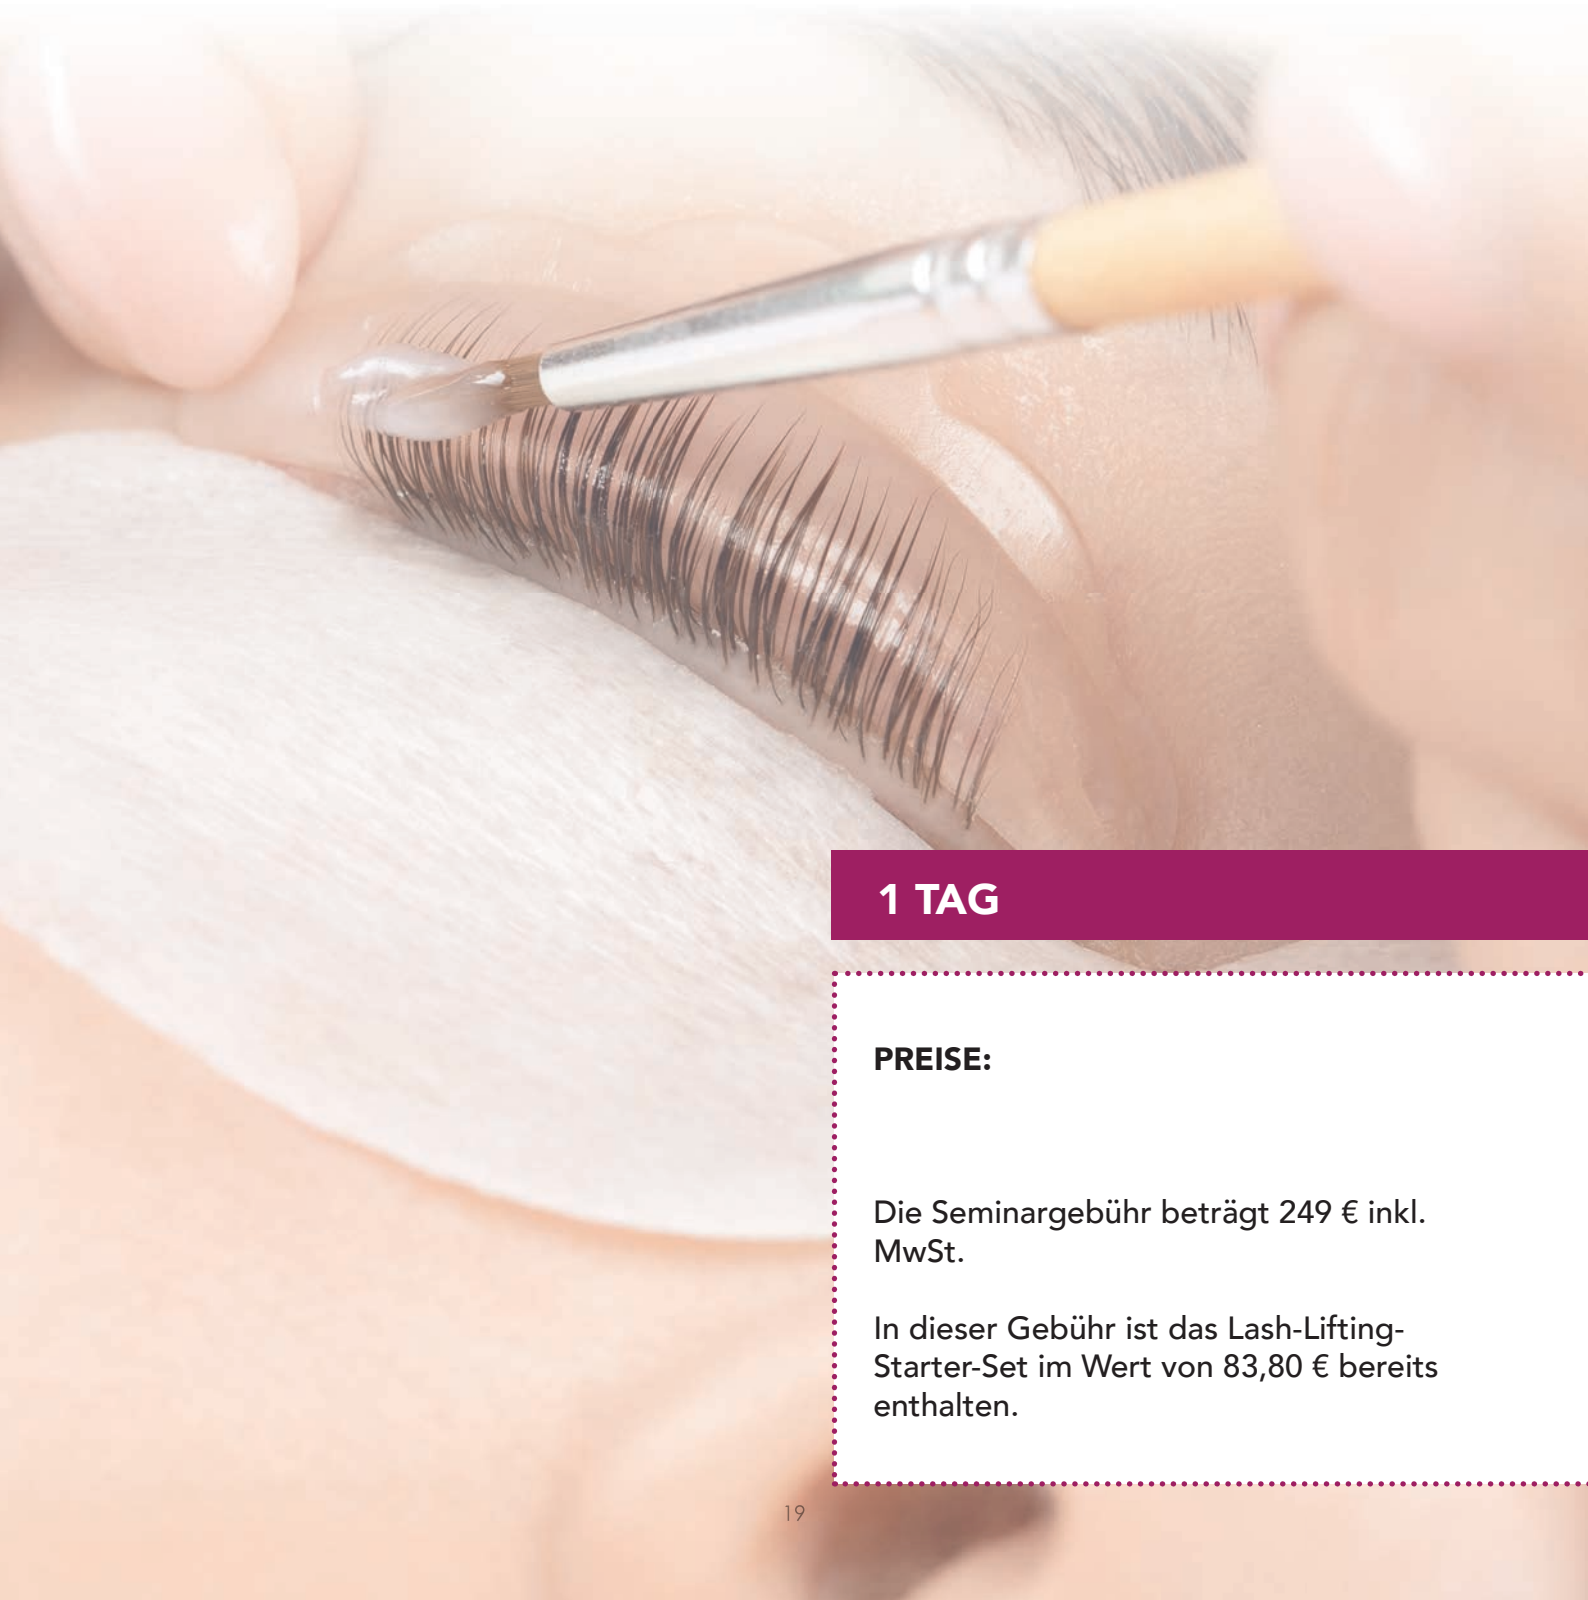 1 TAG
PREISE:
Die Seminargebühr beträgt 249 € inkl.
MwSt.
In dieser Gebühr ist das Lash-Lifting-
Starter-Set im Wert von 83,80 € bereits
enthalten.
19